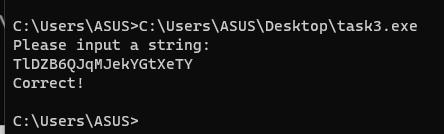 C:\Users\ASUS>C:\Users\ASUS\Desktop\task3.exe
Please input a string:
TlDZB6QJqMJekYGtXeTY
Correct!
C:\Users\ASUS>